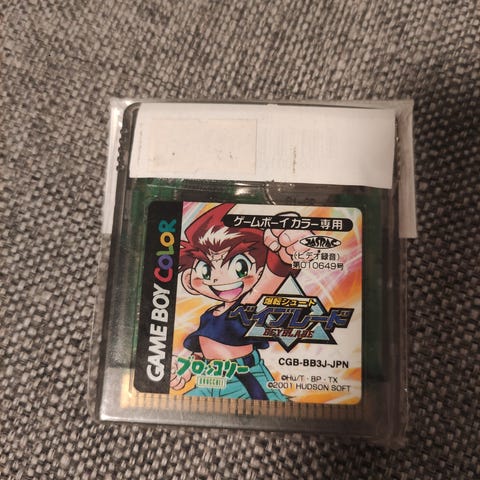 GAME BOY COLOR
ゲームボーイカラー専用
JASRAC
(ビデオ録音)
第010649号
爆転シュート
ベイブレード
BEYBLADE
CGB-BB3J-JPN
©Hu/T・BP・TX
©2001 HUDSON SOFT
ブロッコリー
BROCCOLI